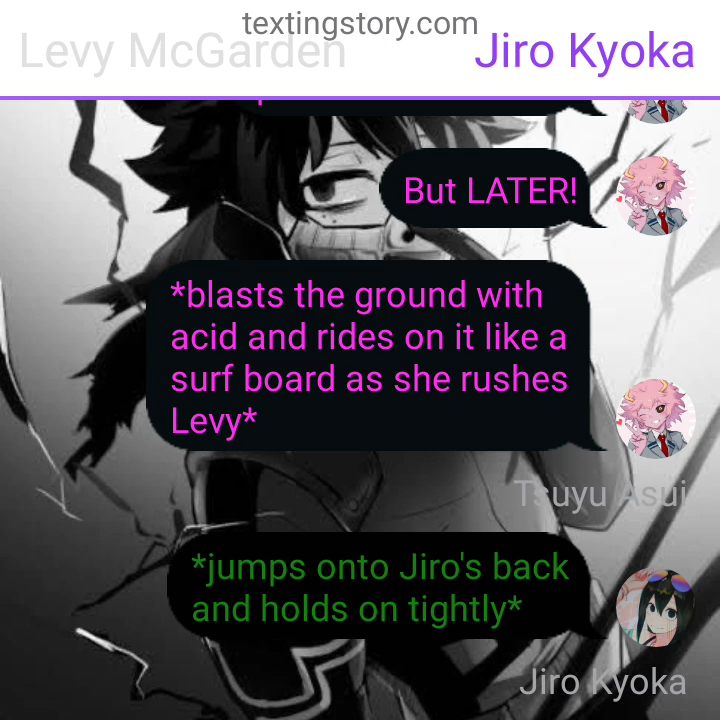 textingstory.com
Levy McGarden
Jiro Kyoka
But LATER!
*blasts the ground with
acid and rides on it like a
surf board as she rushes
Levy*
Tsuyu Asui
*jumps onto Jiro's back
and holds on tightly*
Jiro Kyoka